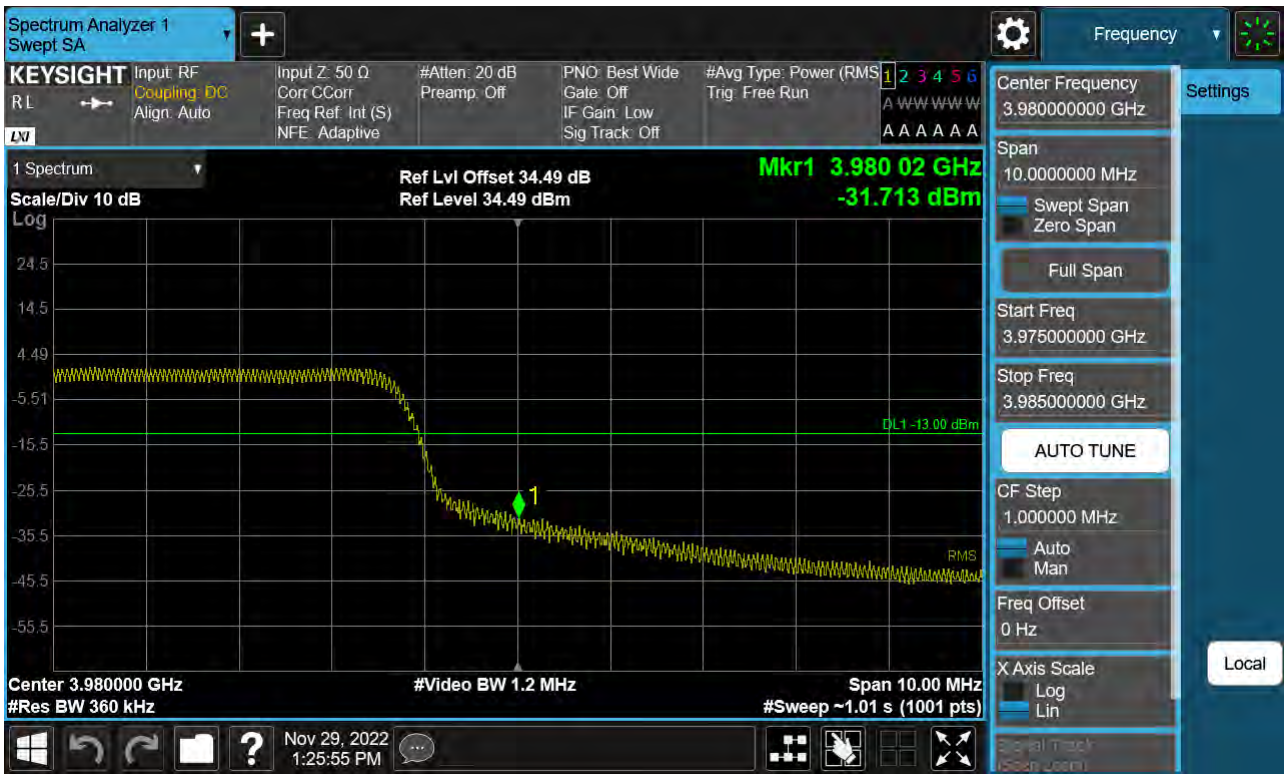 Spectrum Analyzer 1
Swept SA
+
Frequency
KEYSIGHT
RL
LXI
Input: RF
Coupling: DC
Align: Auto
Input Z: 50 Ω
Corr CCorr
Freq Ref: Int (S)
NFE: Adaptive
#Atten: 20 dB
Preamp: Off
PNO: Best Wide
Gate: Off
IF Gain: Low
Sig Track: Off
#Avg Type: Power (RMS
Trig: Free Run
1 2 3 4 5 6
A W W W W W
A A A A A A
1 Spectrum
Scale/Div 10 dB
Log
Ref Lvl Offset 34.49 dB
Ref Level 34.49 dBm
Mkr1 3.980 02 GHz
-31.713 dBm
24.5
14.5
4.49
-5.51
-15.5
-25.5
-35.5
-45.5
-55.5
DL1 -13.00 dBm
1
RMS
Center 3.980000 GHz
#Res BW 360 kHz
#Video BW 1.2 MHz
Span 10.00 MHz
#Sweep ~1.01 s (1001 pts)
Center Frequency
3.980000000 GHz
Settings
Span
10.0000000 MHz
Swept Span
Zero Span
Full Span
Start Freq
3.975000000 GHz
Stop Freq
3.985000000 GHz
AUTO TUNE
CF Step
1.000000 MHz
Auto
Man
Freq Offset
0 Hz
X Axis Scale
Log
Lin
Local
Signal Track
(Span Zoom)
?
Nov 29, 2022
1:25:55 PM